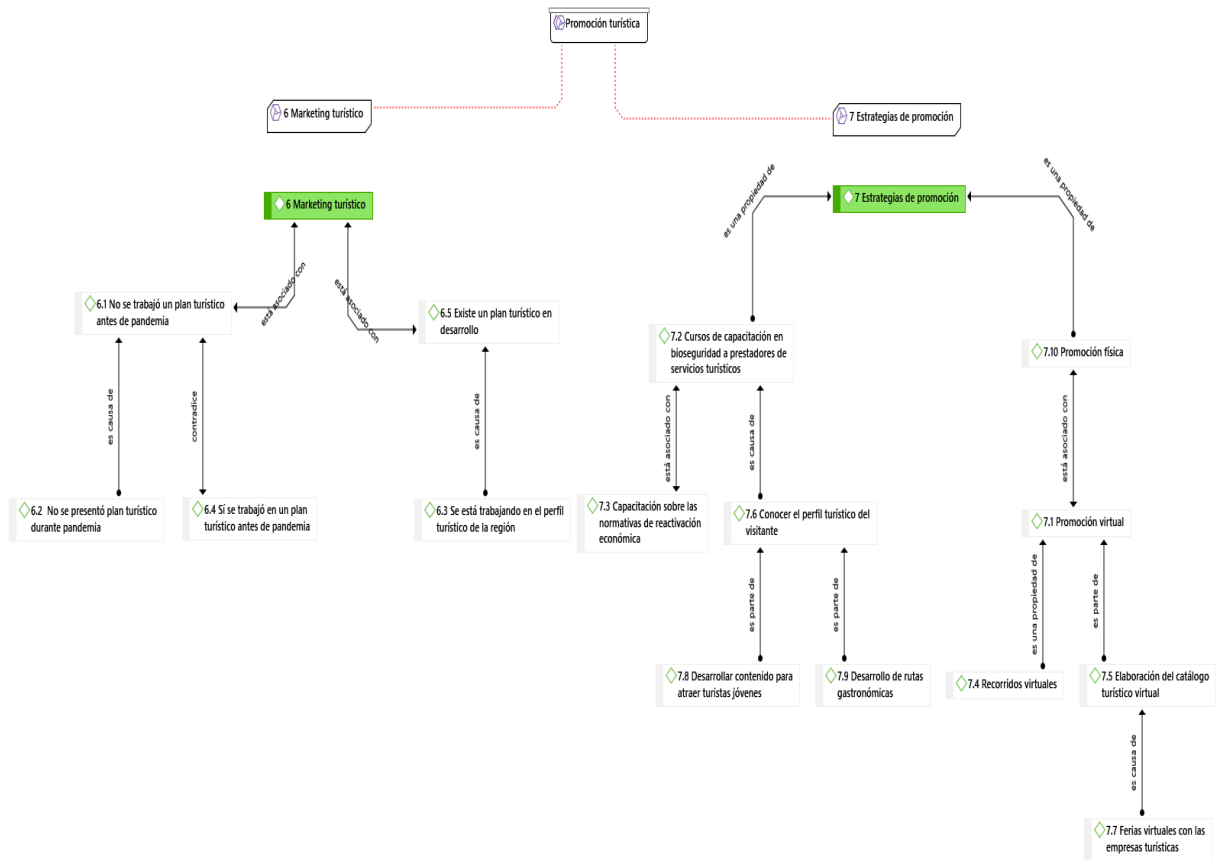 Promoción turística
6 Marketing turístico
7 Estrategias de promoción
6 Marketing turístico
7 Estrategias de promoción
es una propiedad de
es una propiedad de
está asociado con
está asociado con
6.1 No se trabajó un plan turístico
antes de pandemia
6.5 Existe un plan turístico en
desarrollo
7.2 Cursos de capacitación en
bioseguridad a prestadores de
servicios turísticos
7.10 Promoción física
es causa de
contradice
es causa de
está asociado con
es causa de
está asociado con
6.2 No se presentó plan turístico
durante pandemia
6.4 Sí se trabajó en un plan
turístico antes de pandemia
6.3 Se está trabajando en el perfil
turístico de la región
7.3 Capacitación sobre las
normativas de reactivación
económica
7.6 Conocer el perfil turístico del
visitante
7.1 Promoción virtual
es parte de
es parte de
es una propiedad de
es parte de
7.8 Desarrollar contenido para
atraer turistas jóvenes
7.9 Desarrollo de rutas
gastronómicas
7.4 Recorridos virtuales
7.5 Elaboración del catálogo
turístico virtual
es causa de
7.7 Ferias virtuales con las
empresas turísticas